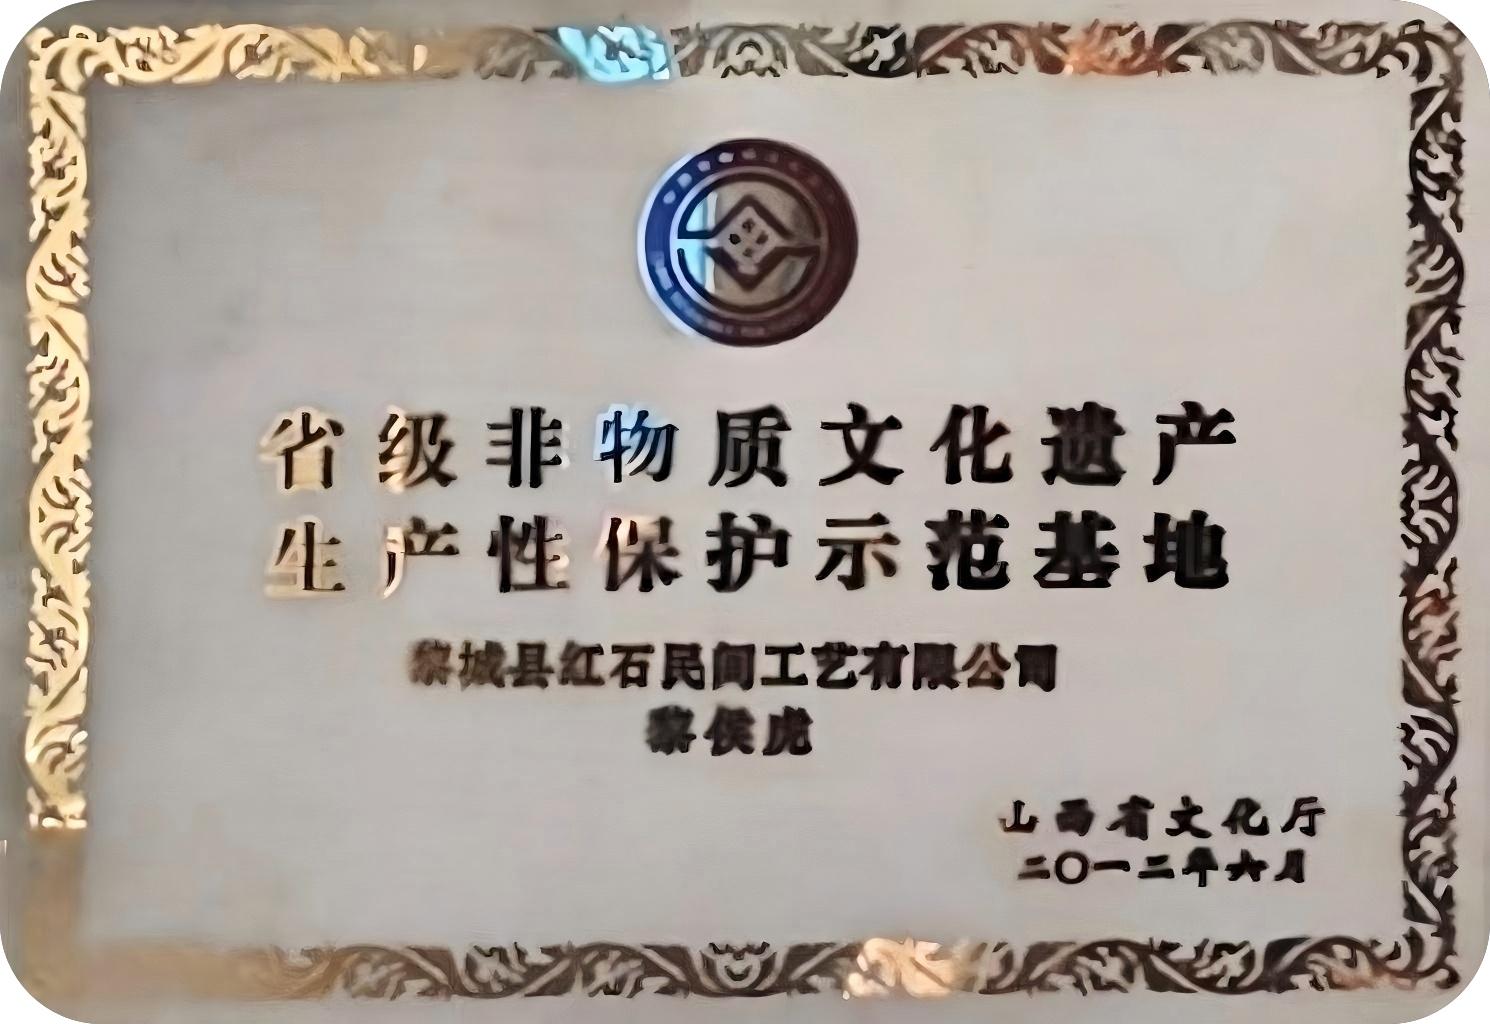 省级非物质文化遗产
生产性保护示范基地
黎城县红石民间工艺有限公司
黎侯虎
山西省文化厅
二〇一二年六月